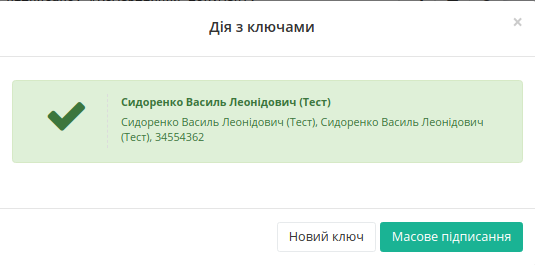 Дія з ключами
×
Сидоренко Василь Леонідович (Тест)
Сидоренко Василь Леонідович (Тест), Сидоренко Василь Леонідович
(Тест), 34554362
Новий ключ
Масове підписання